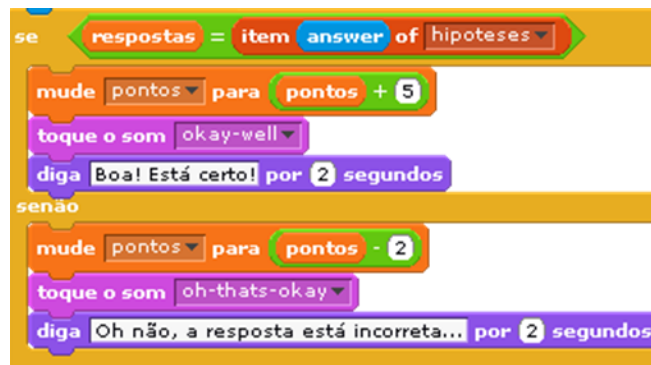 se respostas = item answer of hipoteses
mude pontos para pontos + 5
toque o som okay-well
diga Boa! Está certo! por 2 segundos
senão
mude pontos para pontos - 2
toque o som oh-thats-okay
diga Oh não, a resposta está incorreta... por 2 segundos